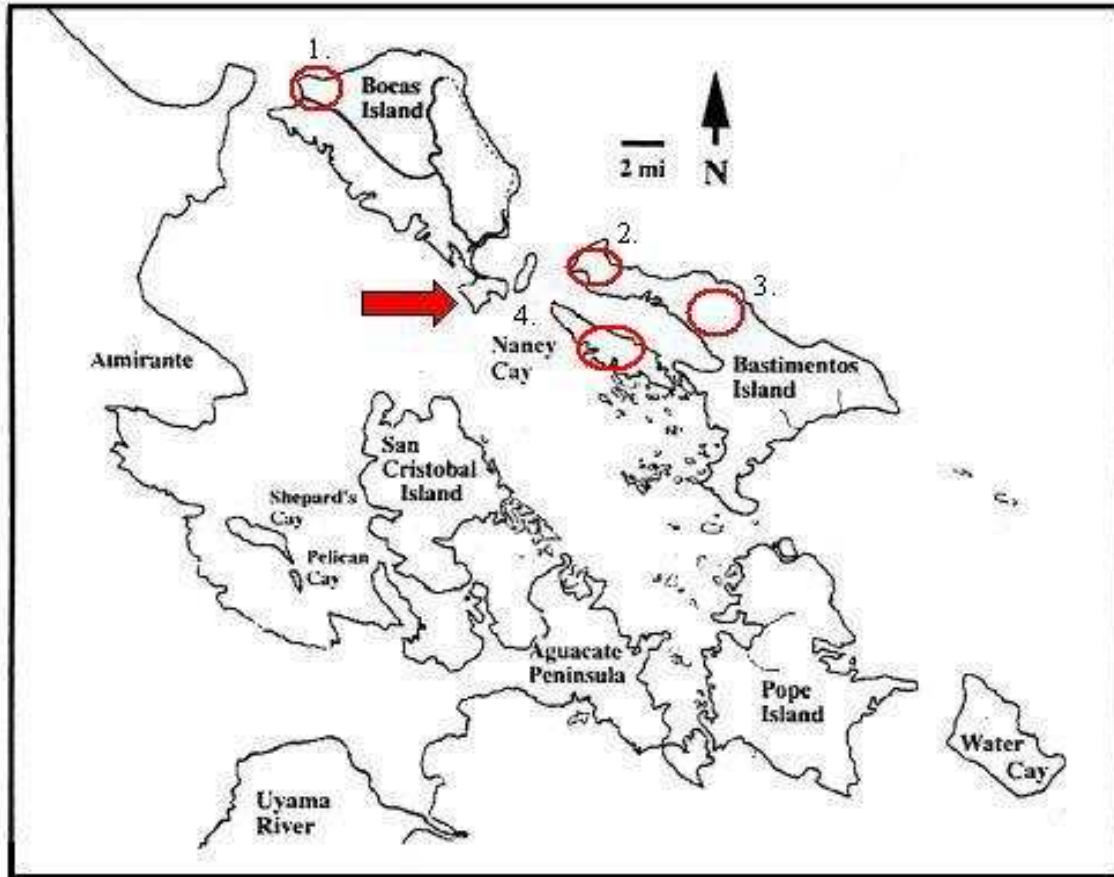 1.
Bocas
Island
2 mi
N
2.
3.
4.
Nancy
Cay
Bastimentos
Island
Almirante
San
Cristobal
Island
Shepard's
Cay
Pelican
Cay
Aguacate
Peninsula
Pope
Island
Water
Cay
Uyama
River